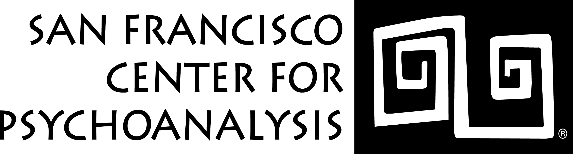 SAN FRANCISCO
CENTER FOR
PSYCHOANALYSIS
®